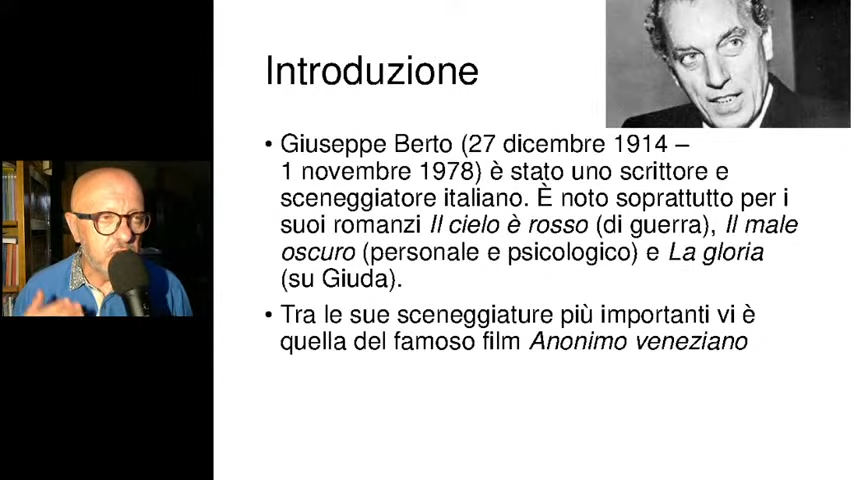 Introduzione
• Giuseppe Berto (27 dicembre 1914 –
1 novembre 1978) è stato uno scrittore e
sceneggiatore italiano. È noto soprattutto per i
suoi romanzi Il cielo è rosso (di guerra), Il male
oscuro (personale e psicologico) e La gloria
(su Giuda).
• Tra le sue sceneggiature più importanti vi è
quella del famoso film Anonimo veneziano